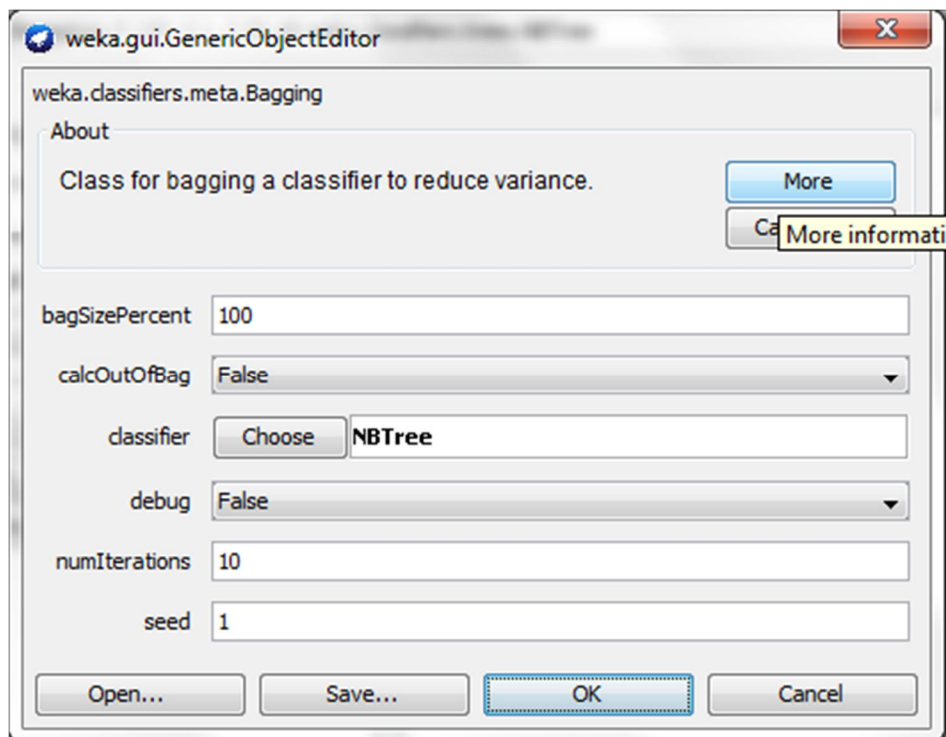 weka.gui.GenericObjectEditor
weka.classifiers.meta.Bagging
About
Class for bagging a classifier to reduce variance.
More
Ca
More informati
bagSizePercent 100
calcOutOfBag False
classifier Choose NBTree
debug False
numIterations 10
seed 1
Open... Save... OK Cancel